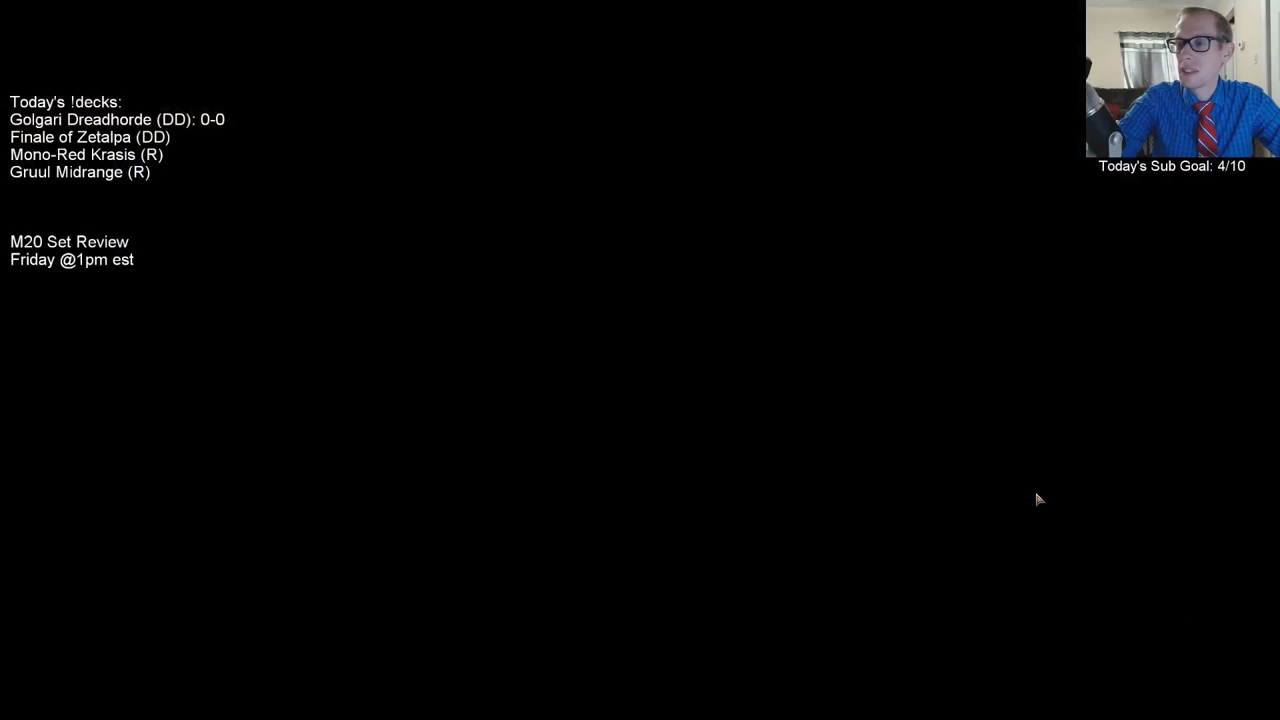 Today's !decks:
Golgari Dreadhorde (DD): 0-0
Finale of Zetalpa (DD)
Mono-Red Krasis (R)
Gruul Midrange (R)
M20 Set Review
Friday @1pm est
Today's Sub Goal: 4/10